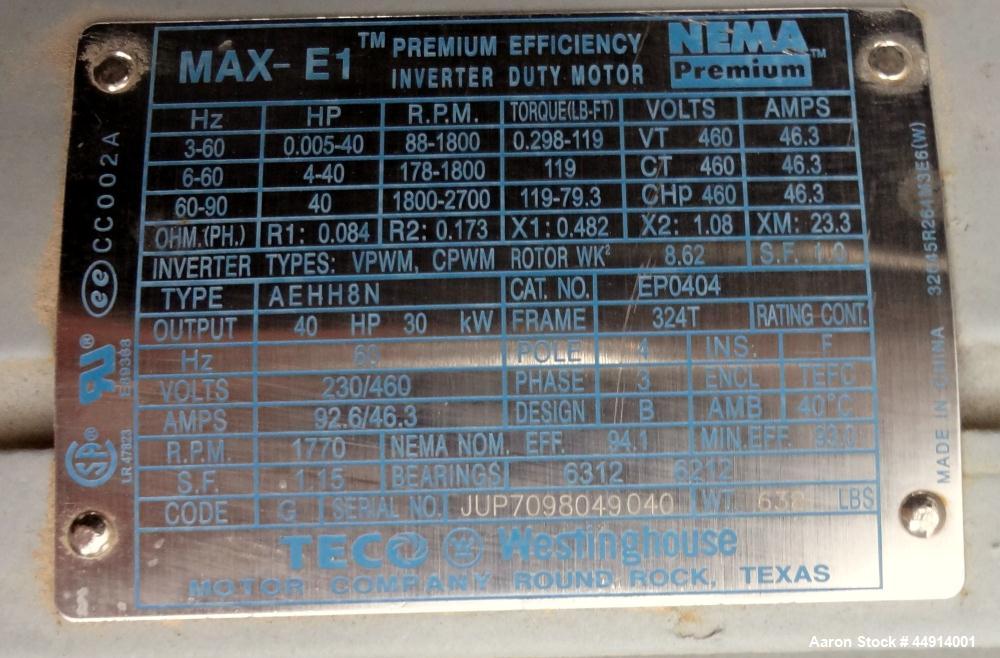 MAX-E1™ PREMIUM EFFICIENCY
INVERTER DUTY MOTOR
NEMA
Premium™
Hz HP R.P.M. TORQUE(LB-FT) VOLTS AMPS
3-60 0.005-40 88-1800 0.298-119 VT 460 46.3
6-60 4-40 178-1800 119 CT 460 46.3
60-90 40 1800-2700 119-79.3 CHP 460 46.3
OHM.(PH.) R1: 0.084 R2: 0.173 X1: 0.482 X2: 1.08 XM: 23.3
INVERTER TYPES: VPWM, CPWM ROTOR WK² 8.62 S.F. 1.0
TYPE AEHH8N CAT. NO. EP0404
OUTPUT 40 HP 30 kW FRAME 324T RATING CONT.
Hz 60 POLE 4 INS. F
VOLTS 230/460 PHASE 3 ENCL TEFC
AMPS 92.6/46.3 DESIGN B AMB 40°C
R.P.M. 1770 NEMA NOM. EFF. 94.1 MIN.EFF. 93.0
S.F. 1.15 BEARINGS 6312 6212
CODE G SERIAL NO. JUP7098049040 WT. LBS
TECO Westinghouse
MOTOR COMPANY ROUND ROCK, TEXAS
ee CC002A
UL® E89388
SP® LR 47823
MADE IN CHINA
Aaron Stock # 44914001